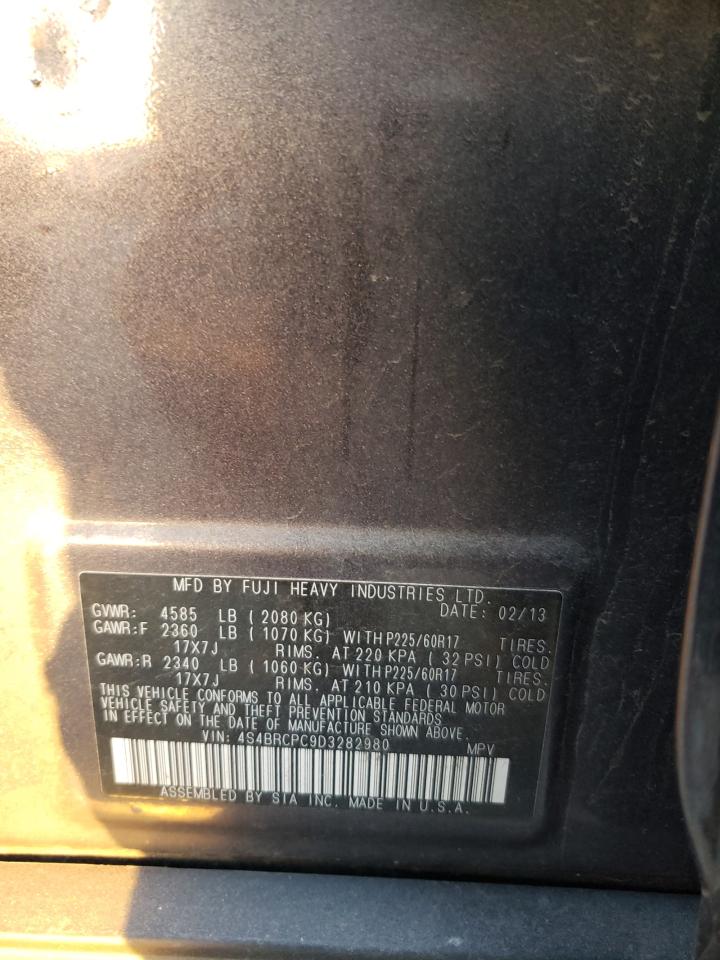 MFD BY FUJI HEAVY INDUSTRIES LTD.
DATE: 02/13
GVWR: 4585 LB ( 2080 KG)
GAWR:F 2360 LB ( 1070 KG) WITH P225/60R17 TIRES.
17X7J RIMS. AT 220 KPA ( 32 PSI) COLD
GAWR:R 2340 LB ( 1060 KG) WITH P225/60R17 TIRES.
17X7J RIMS. AT 210 KPA ( 30 PSI) COLD
THIS VEHICLE CONFORMS TO ALL APPLICABLE FEDERAL MOTOR
VEHICLE SAFETY AND THEFT PREVENTION STANDARDS
IN EFFECT ON THE DATE OF MANUFACTURE SHOWN ABOVE.
VIN: 4S4BRCPC9D3282980 MPV
ASSEMBLED BY SIA INC. MADE IN U.S.A.